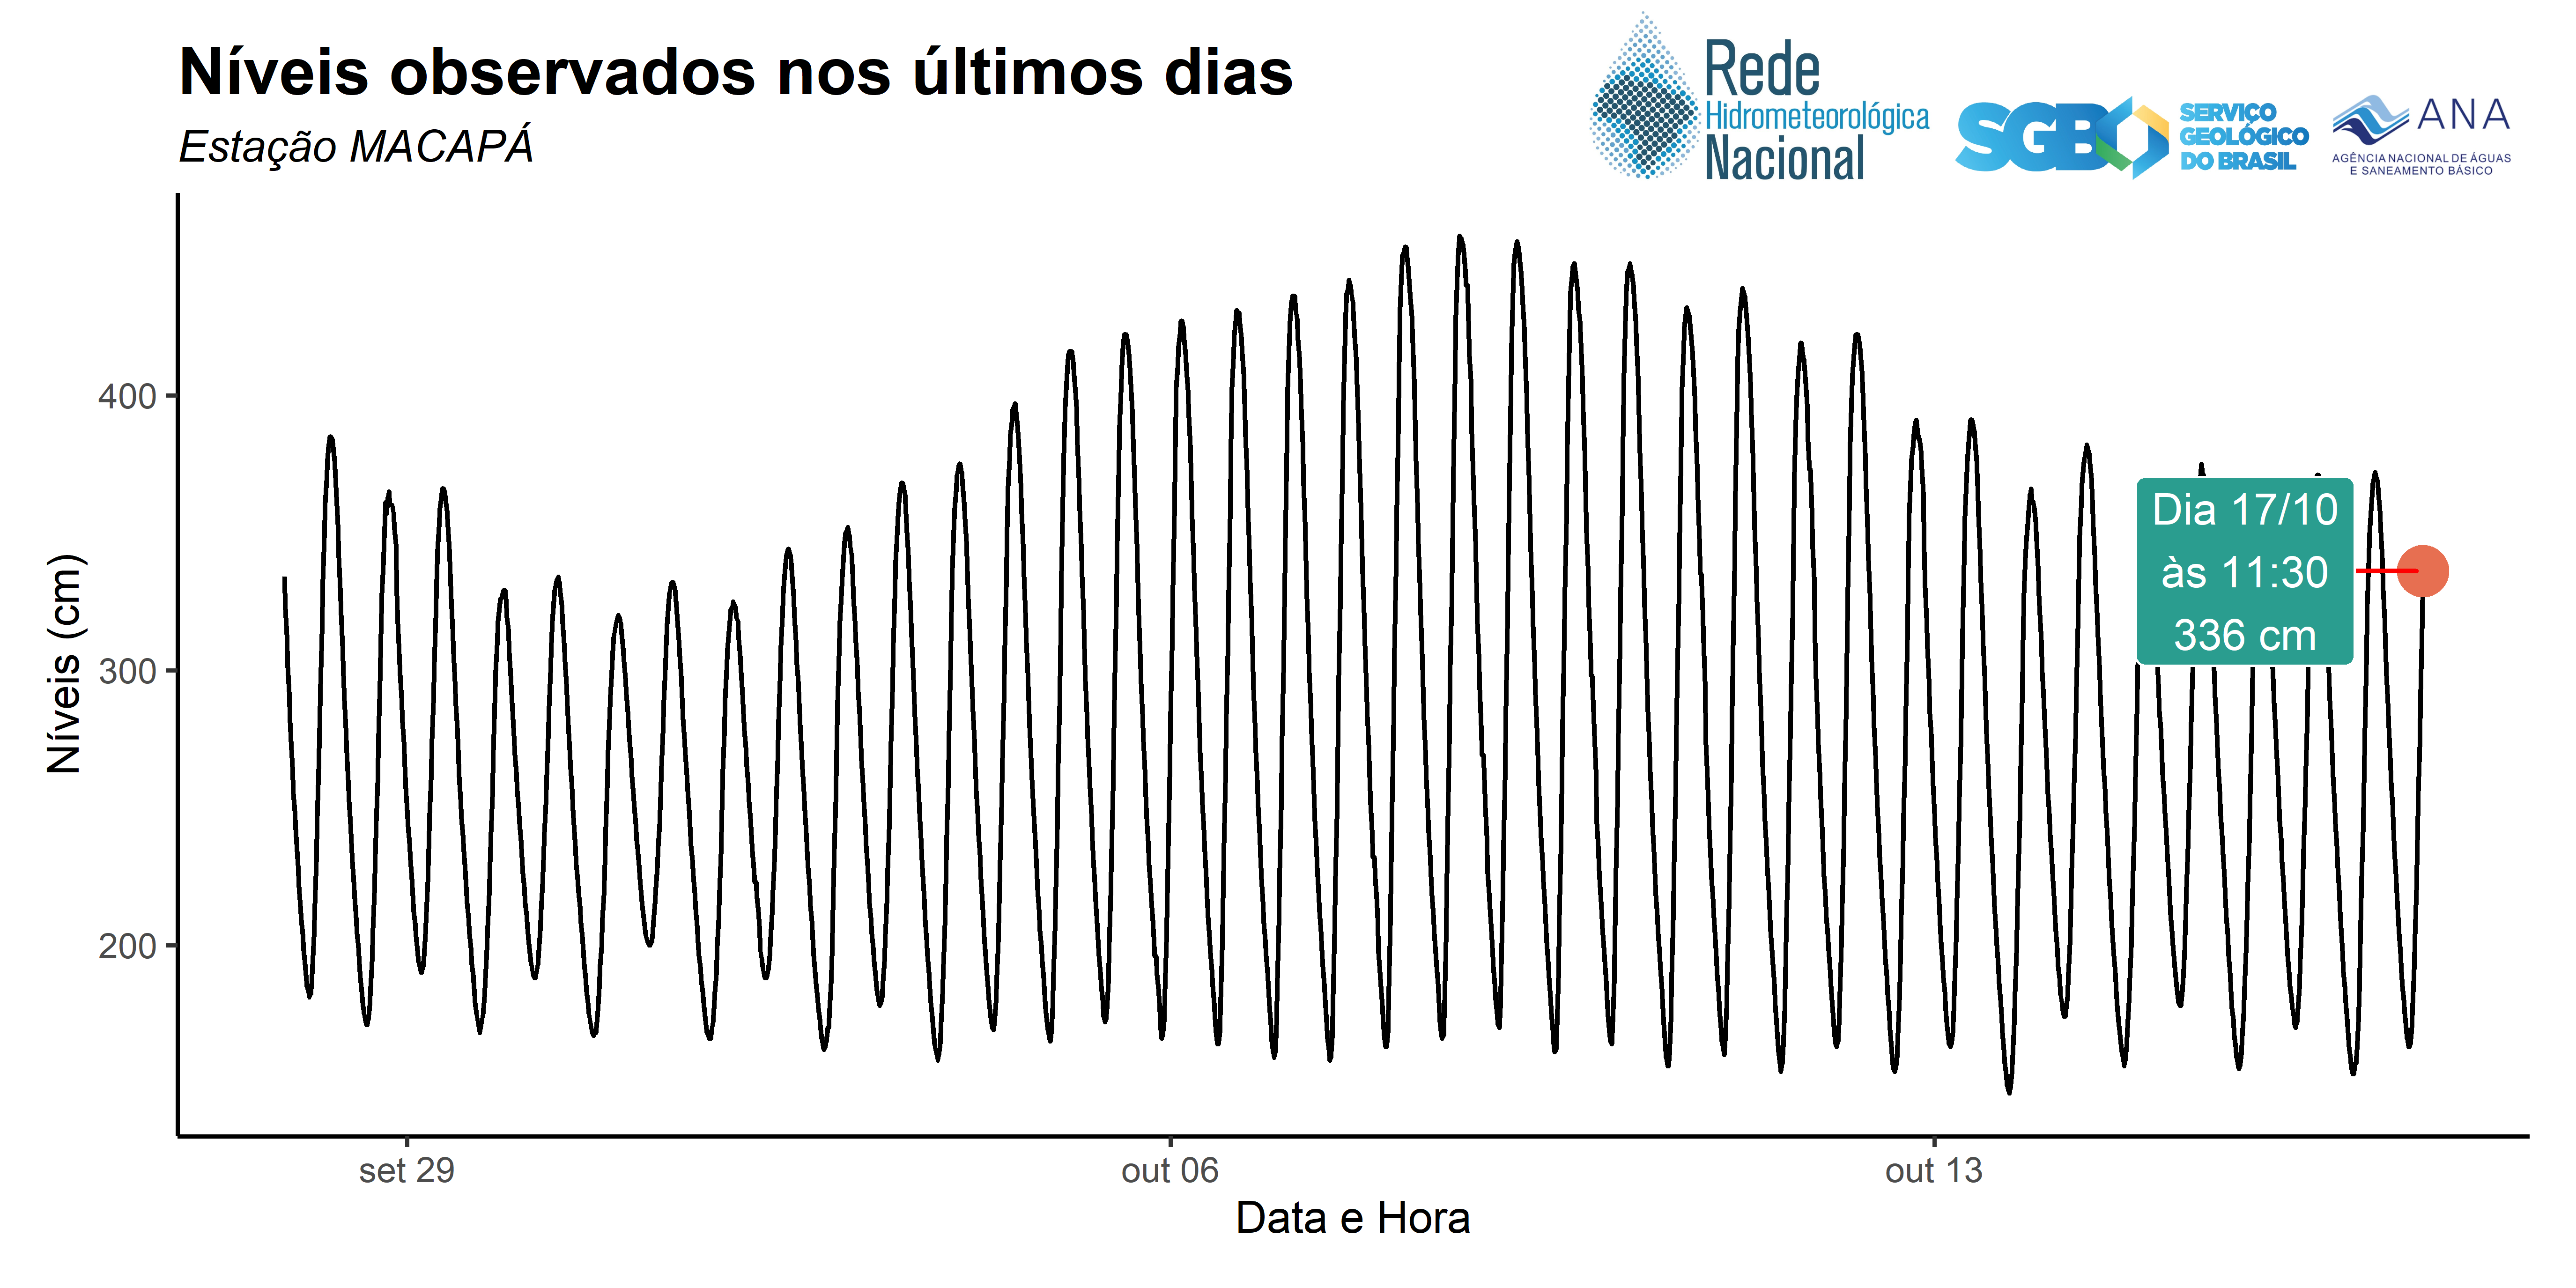 Níveis observados nos últimos dias
Estação MACAPÁ
Rede
Hidrometeorológica
Nacional
SGB
SERVIÇO
GEOLÓGICO
DO BRASIL
ANA
AGÊNCIA NACIONAL DE ÁGUAS
E SANEAMENTO BÁSICO
Níveis (cm)
400
300
200
Dia 17/10
às 11:30
336 cm
set 29
out 06
out 13
Data e Hora